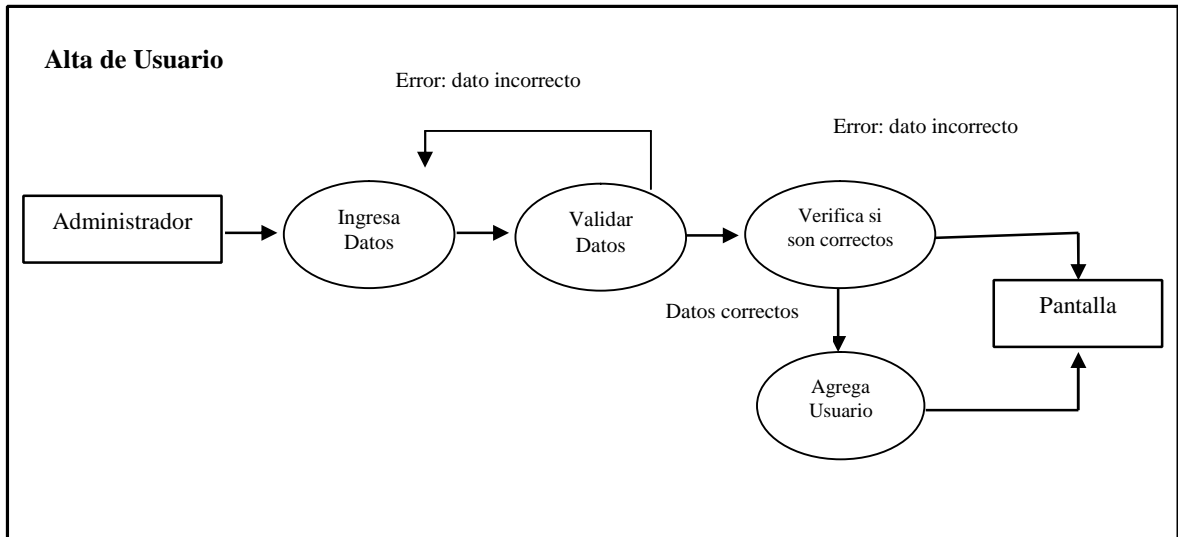 Alta de Usuario
Error: dato incorrecto
Error: dato incorrecto
Administrador
Ingresa
Datos
Validar
Datos
Verifica si
son correctos
Datos correctos
Pantalla
Agrega
Usuario